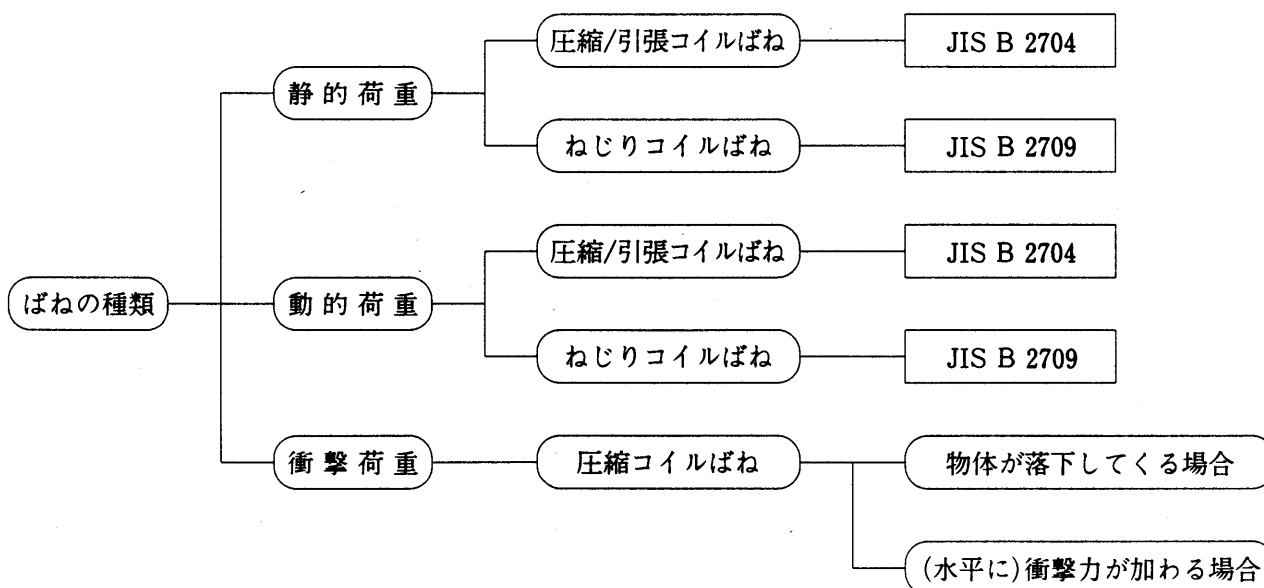 圧縮/引張コイルばね
JIS B 2704
静的荷重
ねじりコイルばね
JIS B 2709
圧縮/引張コイルばね
JIS B 2704
ばねの種類
動的荷重
ねじりコイルばね
JIS B 2709
衝撃荷重
圧縮コイルばね
物体が落下してくる場合
(水平に)衝撃力が加わる場合